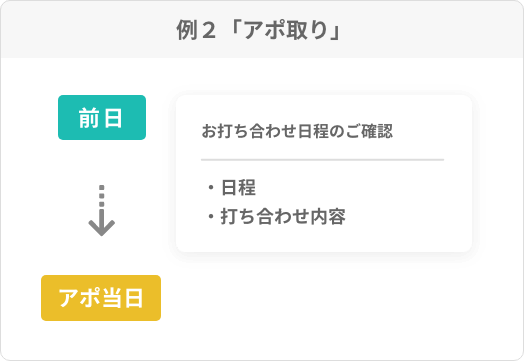 例２「アポ取り」
前日
お打ち合わせ日程のご確認
・日程
・打ち合わせ内容
アポ当日